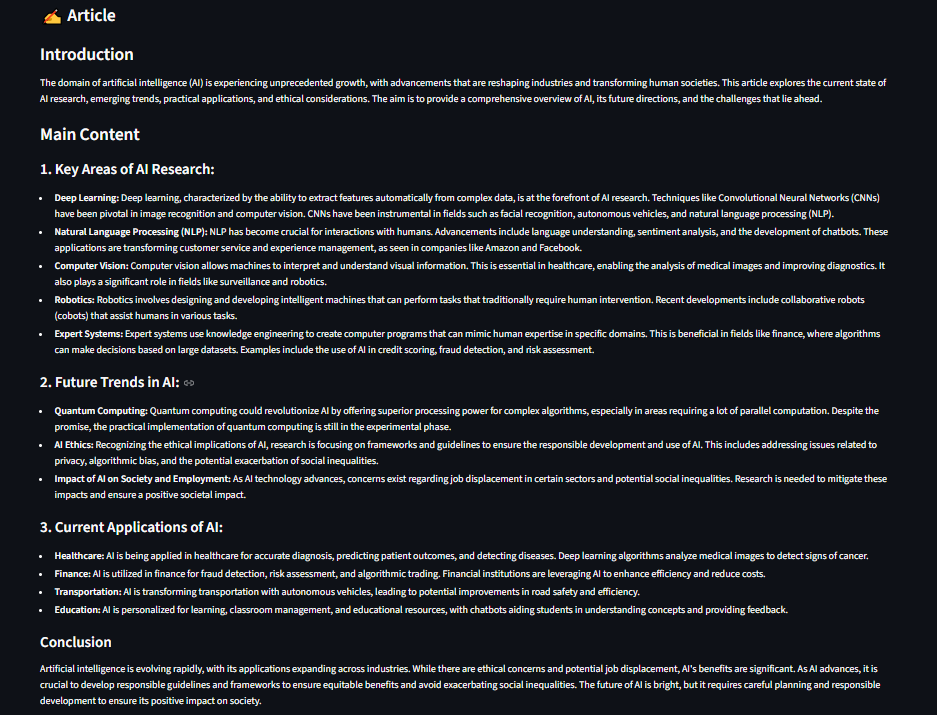 Article
Introduction
The domain of artificial intelligence (AI) is experiencing unprecedented growth, with advancements that are reshaping industries and transforming human societies. This article explores the current state of
AI research, emerging trends, practical applications, and ethical considerations. The aim is to provide a comprehensive overview of AI, its future directions, and the challenges that lie ahead.
Main Content
1. Key Areas of AI Research:
• Deep Learning: Deep learning, characterized by the ability to extract features automatically from complex data, is at the forefront of AI research. Techniques like Convolutional Neural Networks (CNNs)
have been pivotal in image recognition and computer vision. CNNs have been instrumental in fields such as facial recognition, autonomous vehicles, and natural language processing (NLP).
• Natural Language Processing (NLP): NLP has become crucial for interactions with humans. Advancements include language understanding, sentiment analysis, and the development of chatbots. These
applications are transforming customer service and experience management, as seen in companies like Amazon and Facebook.
• Computer Vision: Computer vision allows machines to interpret and understand visual information. This is essential in healthcare, enabling the analysis of medical images and improving diagnostics. It
also plays a significant role in fields like surveillance and robotics.
• Robotics: Robotics involves designing and developing intelligent machines that can perform tasks that traditionally require human intervention. Recent developments include collaborative robots
(cobots) that assist humans in various tasks.
• Expert Systems: Expert systems use knowledge engineering to create computer programs that can mimic human expertise in specific domains. This is beneficial in fields like finance, where algorithms
can make decisions based on large datasets. Examples include the use of AI in credit scoring, fraud detection, and risk assessment.
2. Future Trends in AI:
• Quantum Computing: Quantum computing could revolutionize AI by offering superior processing power for complex algorithms, especially in areas requiring a lot of parallel computation. Despite the
promise, the practical implementation of quantum computing is still in the experimental phase.
• AI Ethics: Recognizing the ethical implications of AI, research is focusing on frameworks and guidelines to ensure the responsible development and use of AI. This includes addressing issues related to
privacy, algorithmic bias, and the potential exacerbation of social inequalities.
• Impact of AI on Society and Employment: As AI technology advances, concerns exist regarding job displacement in certain sectors and potential social inequalities. Research is needed to mitigate these
impacts and ensure a positive societal impact.
3. Current Applications of AI:
• Healthcare: AI is being applied in healthcare for accurate diagnosis, predicting patient outcomes, and detecting diseases. Deep learning algorithms analyze medical images to detect signs of cancer.
• Finance: AI is utilized in finance for fraud detection, risk assessment, and algorithmic trading. Financial institutions are leveraging AI to enhance efficiency and reduce costs.
• Transportation: AI is transforming transportation with autonomous vehicles, leading to potential improvements in road safety and efficiency.
• Education: AI is personalized for learning, classroom management, and educational resources, with chatbots aiding students in understanding concepts and providing feedback.
Conclusion
Artificial intelligence is evolving rapidly, with its applications expanding across industries. While there are ethical concerns and potential job displacement, AI's benefits are significant. As AI advances, it is
crucial to develop responsible guidelines and frameworks to ensure equitable benefits and avoid exacerbating social inequalities. The future of AI is bright, but it requires careful planning and responsible
development to ensure its positive impact on society.